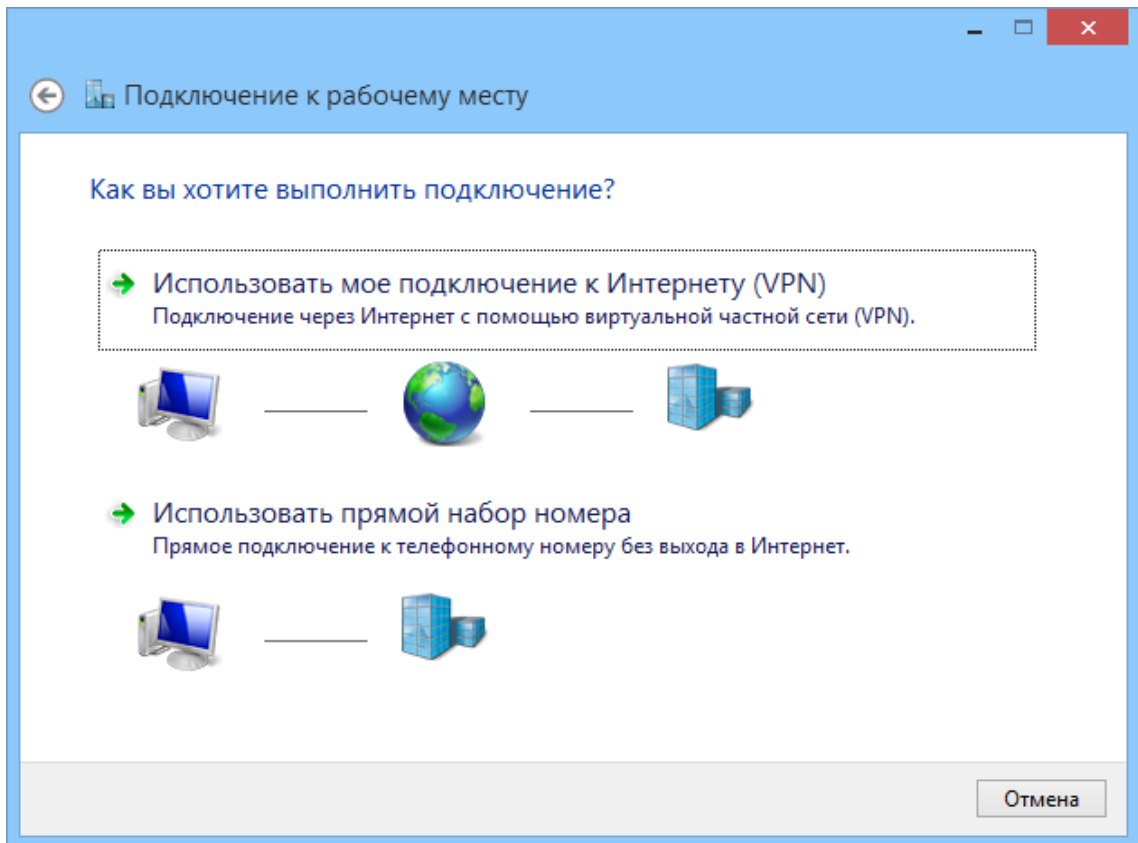 Подключение к рабочему месту
Как вы хотите выполнить подключение?
Использовать мое подключение к Интернету (VPN)
Подключение через Интернет с помощью виртуальной частной сети (VPN).
Использовать прямой набор номера
Прямое подключение к телефонному номеру без выхода в Интернет.
Отмена